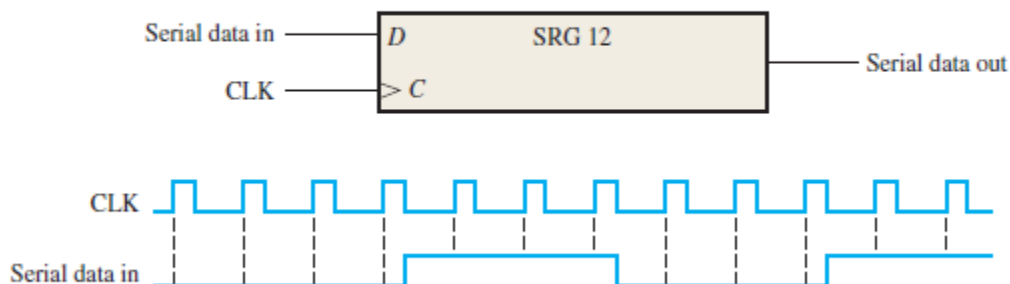 Serial data in
D
SRG 12
Serial data out
CLK
> C
CLK
Serial data in